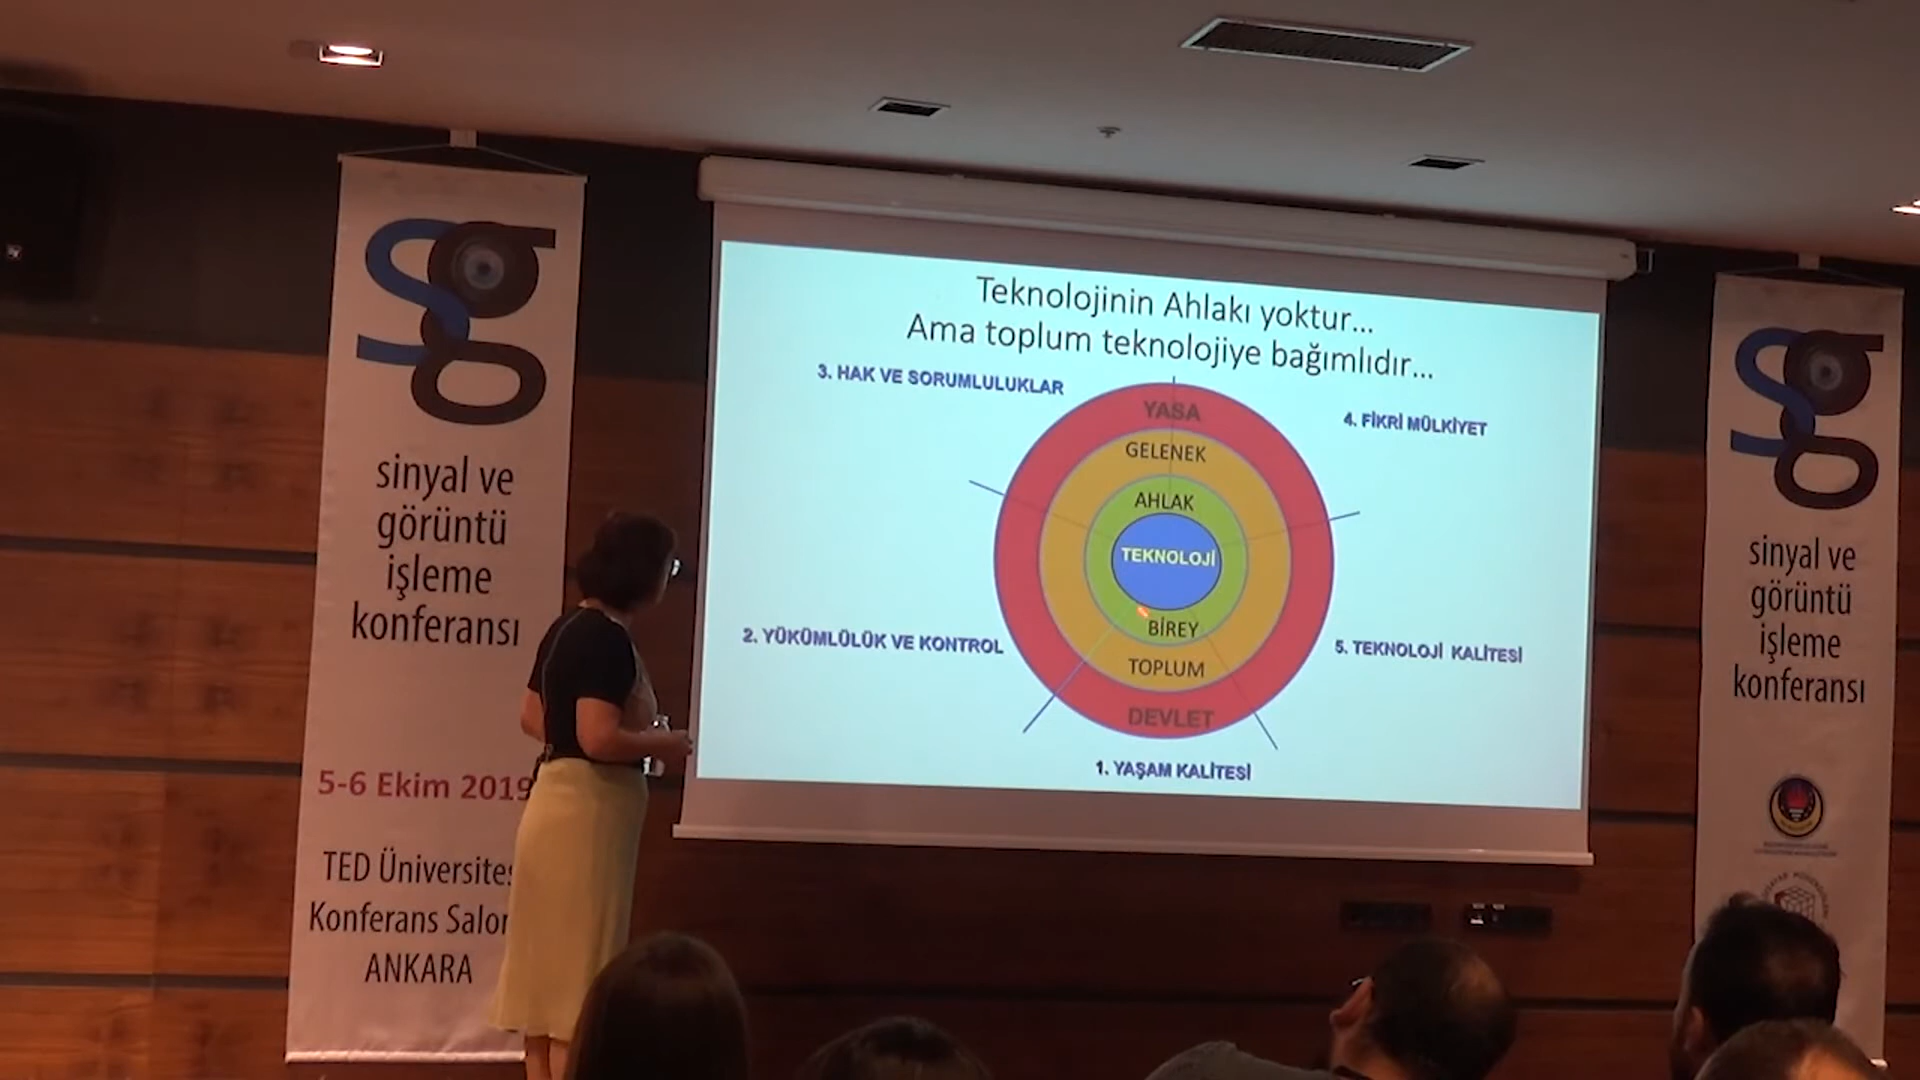 sg
sinyal ve
görüntü
işleme
konferansı
5-6 Ekim 2019
TED Üniversites
Konferans Salon
ANKARA
Teknolojinin Ahlakı yoktur...
Ama toplum teknolojiye bağımlıdır...
3. HAK VE SORUMLULUKLAR
4. FİKRİ MÜLKİYET
YASA
GELENEK
AHLAK
TEKNOLOJİ
BİREY
TOPLUM
DEVLET
2. YÜKÜMLÜLÜK VE KONTROL
5. TEKNOLOJİ KALİTESİ
1. YAŞAM KALİTESİ
sg
sinyal ve
görüntü
işleme
konferansı